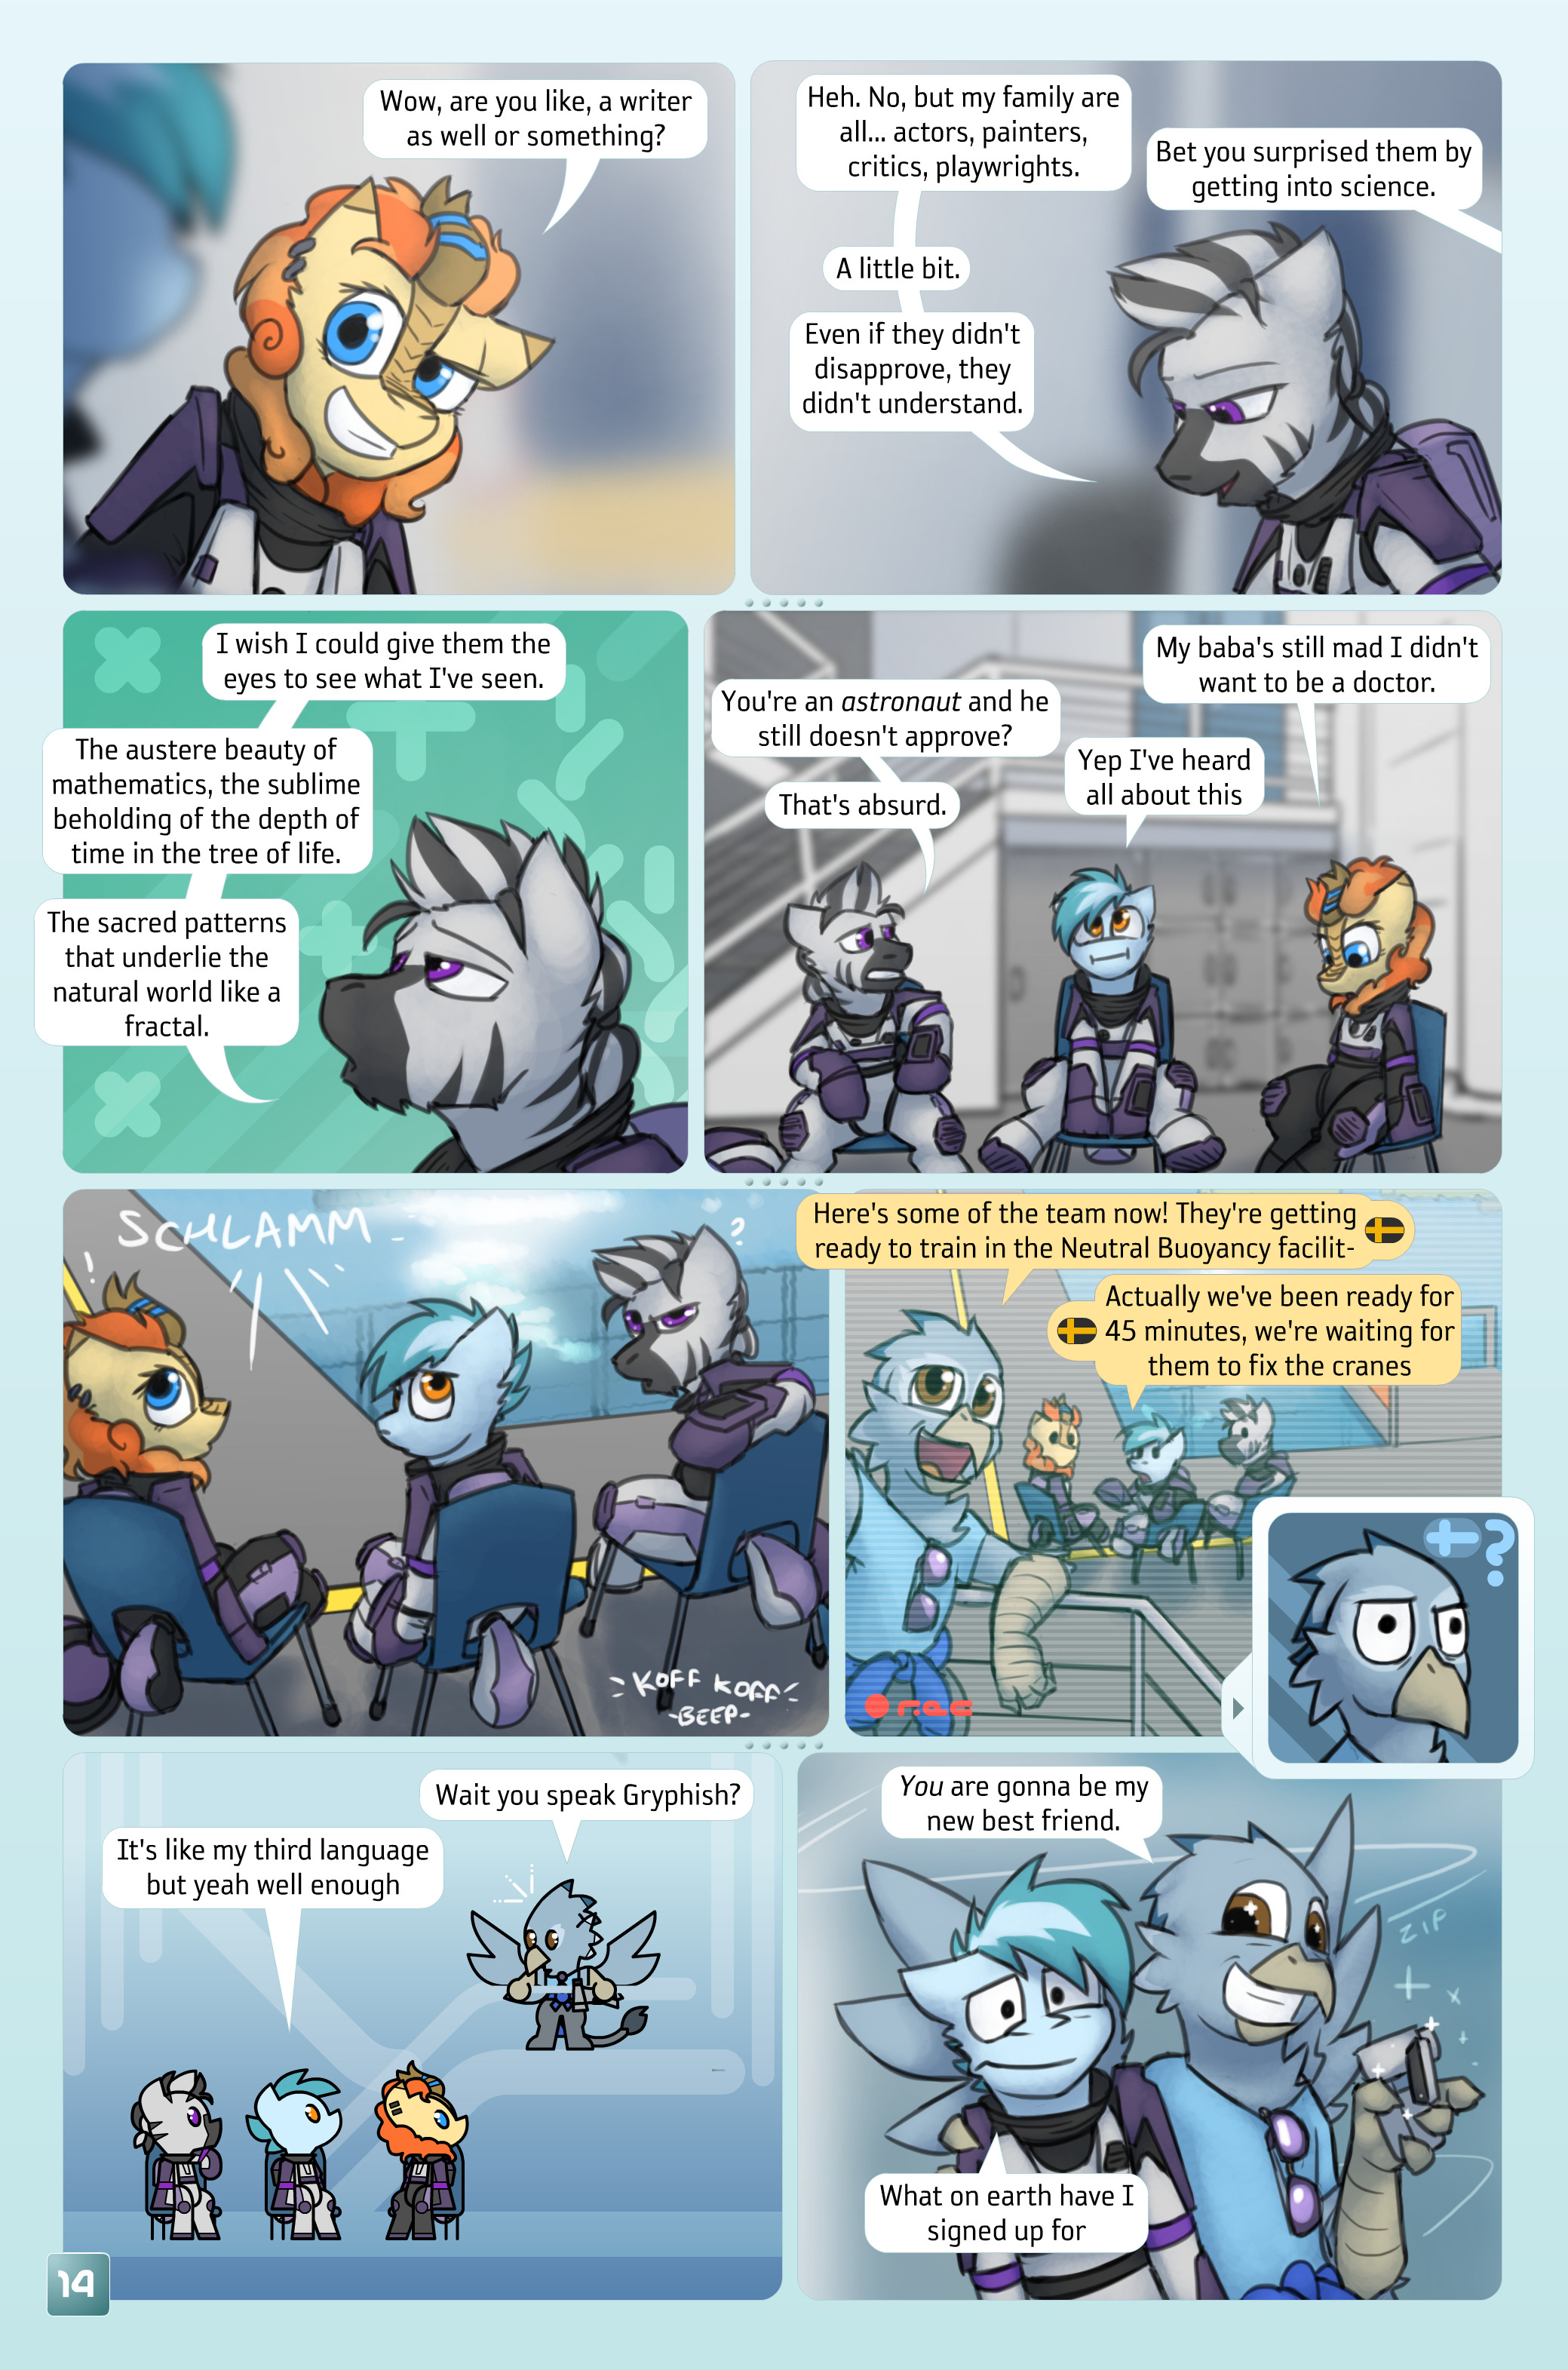 Wow, are you like, a writer
as well or something?
Heh. No, but my family are
all... actors, painters,
critics, playwrights.
Bet you surprised them by
getting into science.
A little bit.
Even if they didn't
disapprove, they
didn't understand.
I wish I could give them the
eyes to see what I've seen.
The austere beauty of
mathematics, the sublime
beholding of the depth of
time in the tree of life.
The sacred patterns
that underlie the
natural world like a
fractal.
My baba's still mad I didn't
want to be a doctor.
You're an astronaut and he
still doesn't approve?
That's absurd.
Yep I've heard
all about this
SCHLAMM
!
?
KOFF KOFF
-BEEP-
Here's some of the team now! They're getting
ready to train in the Neutral Buoyancy facilit-
Actually we've been ready for
45 minutes, we're waiting for
them to fix the cranes
rec
?
Wait you speak Gryphish?
It's like my third language
but yeah well enough
You are gonna be my
new best friend.
ZIP
What on earth have I
signed up for
14